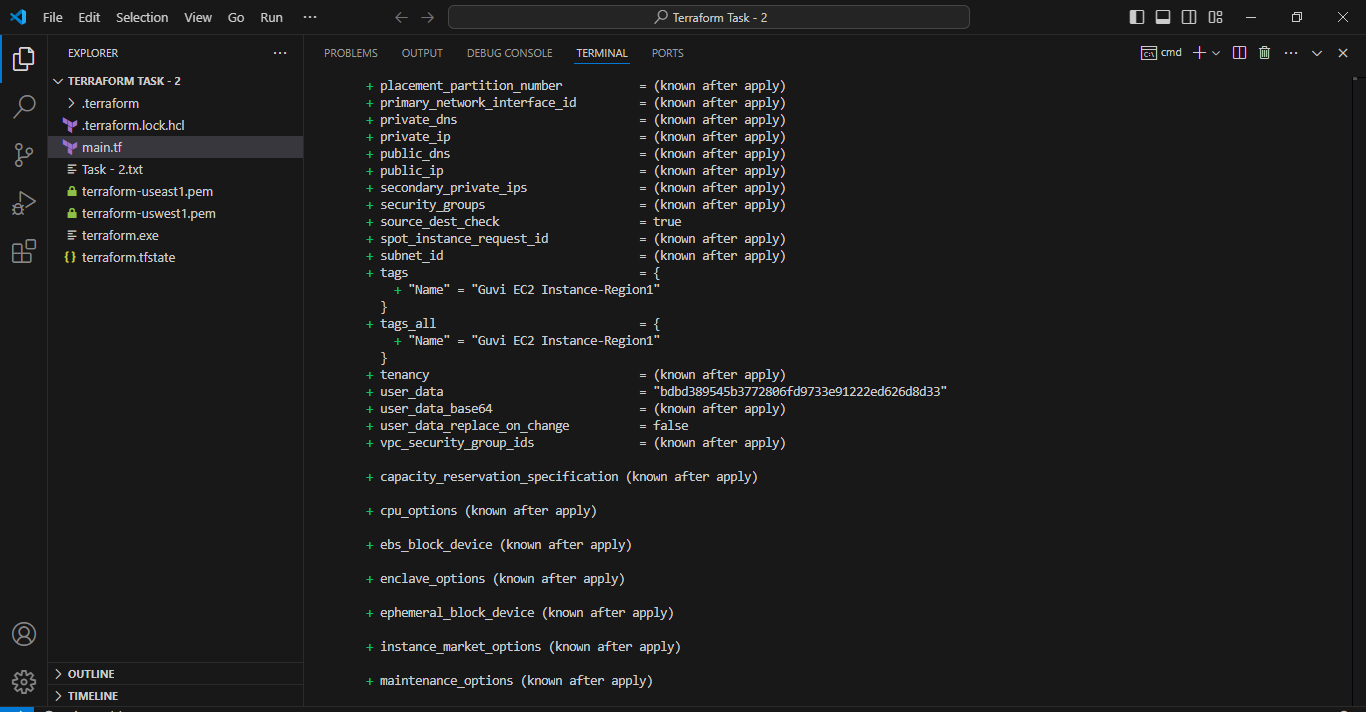 File Edit Selection View Go Run ··· Terraform Task - 2
EXPLORER ···
TERRAFORM TASK - 2
.terraform
.terraform.lock.hcl
main.tf
Task - 2.txt
terraform-useast1.pem
terraform-uswest1.pem
terraform.exe
{} terraform.tfstate
OUTLINE
TIMELINE
PROBLEMS OUTPUT DEBUG CONSOLE TERMINAL PORTS cmd
+ placement_partition_number = (known after apply)
+ primary_network_interface_id = (known after apply)
+ private_dns = (known after apply)
+ private_ip = (known after apply)
+ public_dns = (known after apply)
+ public_ip = (known after apply)
+ secondary_private_ips = (known after apply)
+ security_groups = (known after apply)
+ source_dest_check = true
+ spot_instance_request_id = (known after apply)
+ subnet_id = (known after apply)
+ tags = {
+ "Name" = "Guvi EC2 Instance-Region1"
}
+ tags_all = {
+ "Name" = "Guvi EC2 Instance-Region1"
}
+ tenancy = (known after apply)
+ user_data = "bdbd389545b3772806fd9733e91222ed626d8d33"
+ user_data_base64 = (known after apply)
+ user_data_replace_on_change = false
+ vpc_security_group_ids = (known after apply)
+ capacity_reservation_specification (known after apply)
+ cpu_options (known after apply)
+ ebs_block_device (known after apply)
+ enclave_options (known after apply)
+ ephemeral_block_device (known after apply)
+ instance_market_options (known after apply)
+ maintenance_options (known after apply)